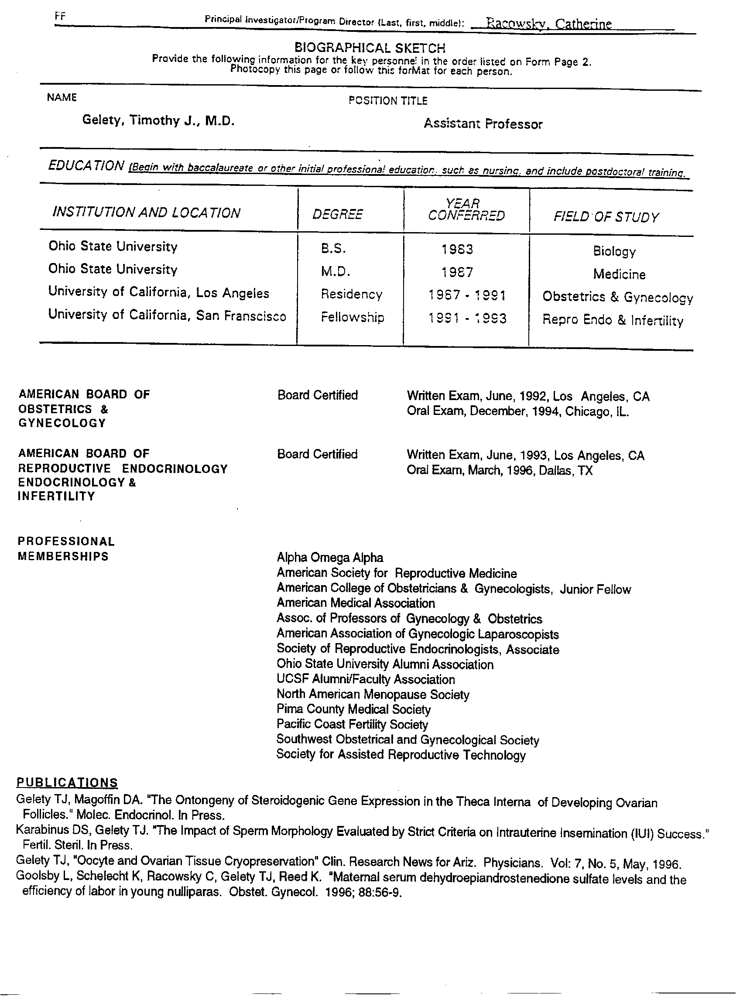 FF
Principal Investigator/Program Director (Last, first, middle): Racowsky, Catherine
BIOGRAPHICAL SKETCH
Provide the following information for the key personnel in the order listed on Form Page 2.
Photocopy this page or follow this forMat for each person.
NAME POSITION TITLE
Gelety, Timothy J., M.D. Assistant Professor
EDUCATION (Begin with baccalaureate or other initial professional education, such as nursing, and include postdoctoral training.
INSTITUTION AND LOCATION DEGREE YEAR CONFERRED FIELD OF STUDY
Ohio State University B.S. 1983 Biology
Ohio State University M.D. 1987 Medicine
University of California, Los Angeles Residency 1987 - 1991 Obstetrics & Gynecology
University of California, San Franscisco Fellowship 1991 - 1993 Repro Endo & Infertility
AMERICAN BOARD OF Board Certified Written Exam, June, 1992, Los Angeles, CA
OBSTETRICS & Oral Exam, December, 1994, Chicago, IL.
GYNECOLOGY
AMERICAN BOARD OF Board Certified Written Exam, June, 1993, Los Angeles, CA
REPRODUCTIVE ENDOCRINOLOGY Oral Exam, March, 1996, Dallas, TX
ENDOCRINOLOGY &
INFERTILITY
PROFESSIONAL
MEMBERSHIPS Alpha Omega Alpha
American Society for Reproductive Medicine
American College of Obstetricians & Gynecologists, Junior Fellow
American Medical Association
Assoc. of Professors of Gynecology & Obstetrics
American Association of Gynecologic Laparoscopists
Society of Reproductive Endocrinologists, Associate
Ohio State University Alumni Association
UCSF Alumni/Faculty Association
North American Menopause Society
Pima County Medical Society
Pacific Coast Fertility Society
Southwest Obstetrical and Gynecological Society
Society for Assisted Reproductive Technology
PUBLICATIONS
Gelety TJ, Magoffin DA. "The Ontongeny of Steroidogenic Gene Expression in the Theca Interna of Developing Ovarian
Follicles." Molec. Endocrinol. In Press.
Karabinus DS, Gelety TJ. "The Impact of Sperm Morphology Evaluated by Strict Criteria on Intrauterine Insemination (IUI) Success."
Fertil. Steril. In Press.
Gelety TJ, "Oocyte and Ovarian Tissue Cryopreservation" Clin. Research News for Ariz. Physicians. Vol: 7, No. 5, May, 1996.
Goolsby L, Schelecht K, Racowsky C, Gelety TJ, Reed K. "Maternal serum dehydroepiandrostenedione sulfate levels and the
efficiency of labor in young nulliparas. Obstet. Gynecol. 1996; 88:56-9.